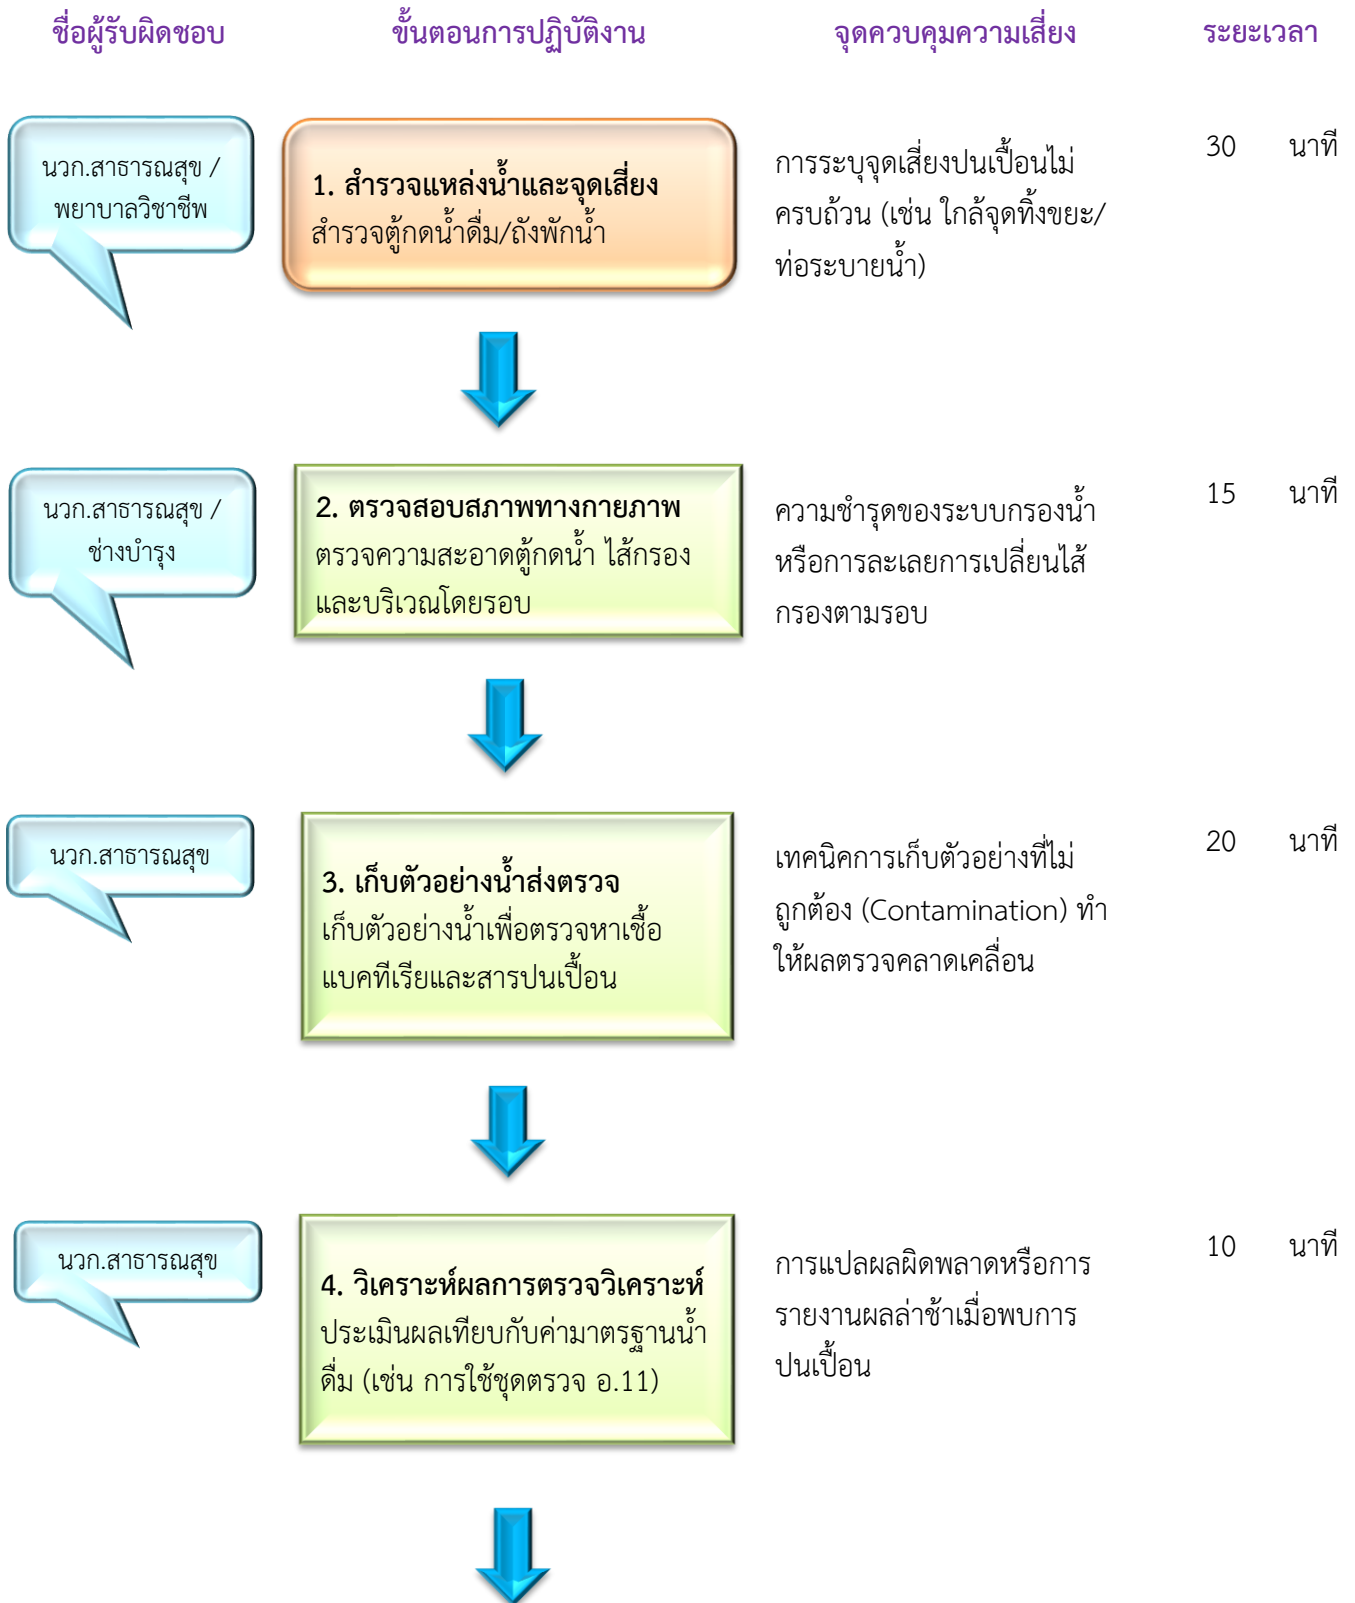 ชื่อผู้รับผิดชอบ ขั้นตอนการปฏิบัติงาน จุดควบคุมความเสี่ยง ระยะเวลา
นวก.สาธารณสุข /
พยาบาลวิชาชีพ
1. สำรวจแหล่งน้ำและจุดเสี่ยง
สำรวจตู้กดน้ำดื่ม/ถังพักน้ำ
การระบุจุดเสี่ยงปนเปื้อนไม่
ครบถ้วน (เช่น ใกล้จุดทิ้งขยะ/
ท่อระบายน้ำ)
30 นาที
นวก.สาธารณสุข /
ช่างบำรุง
2. ตรวจสอบสภาพทางกายภาพ
ตรวจความสะอาดตู้กดน้ำ ไส้กรอง
และบริเวณโดยรอบ
ความชำรุดของระบบกรองน้ำ
หรือการละเลยการเปลี่ยนไส้
กรองตามรอบ
15 นาที
นวก.สาธารณสุข
3. เก็บตัวอย่างน้ำส่งตรวจ
เก็บตัวอย่างน้ำเพื่อตรวจหาเชื้อ
แบคทีเรียและสารปนเปื้อน
เทคนิคการเก็บตัวอย่างที่ไม่
ถูกต้อง (Contamination) ทำ
ให้ผลตรวจคลาดเคลื่อน
20 นาที
นวก.สาธารณสุข
4. วิเคราะห์ผลการตรวจวิเคราะห์
ประเมินผลเทียบกับค่ามาตรฐานน้ำ
ดื่ม (เช่น การใช้ชุดตรวจ อ.11)
การแปลผลผิดพลาดหรือการ
รายงานผลล่าช้าเมื่อพบการ
ปนเปื้อน
10 นาที